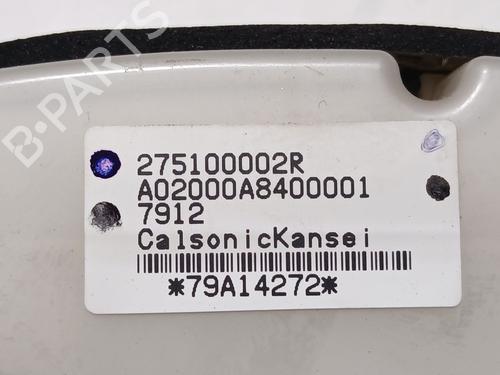 B-PARTS
275100002R
A02000A8400001
7912
CalsonicKansei
*79A14272*